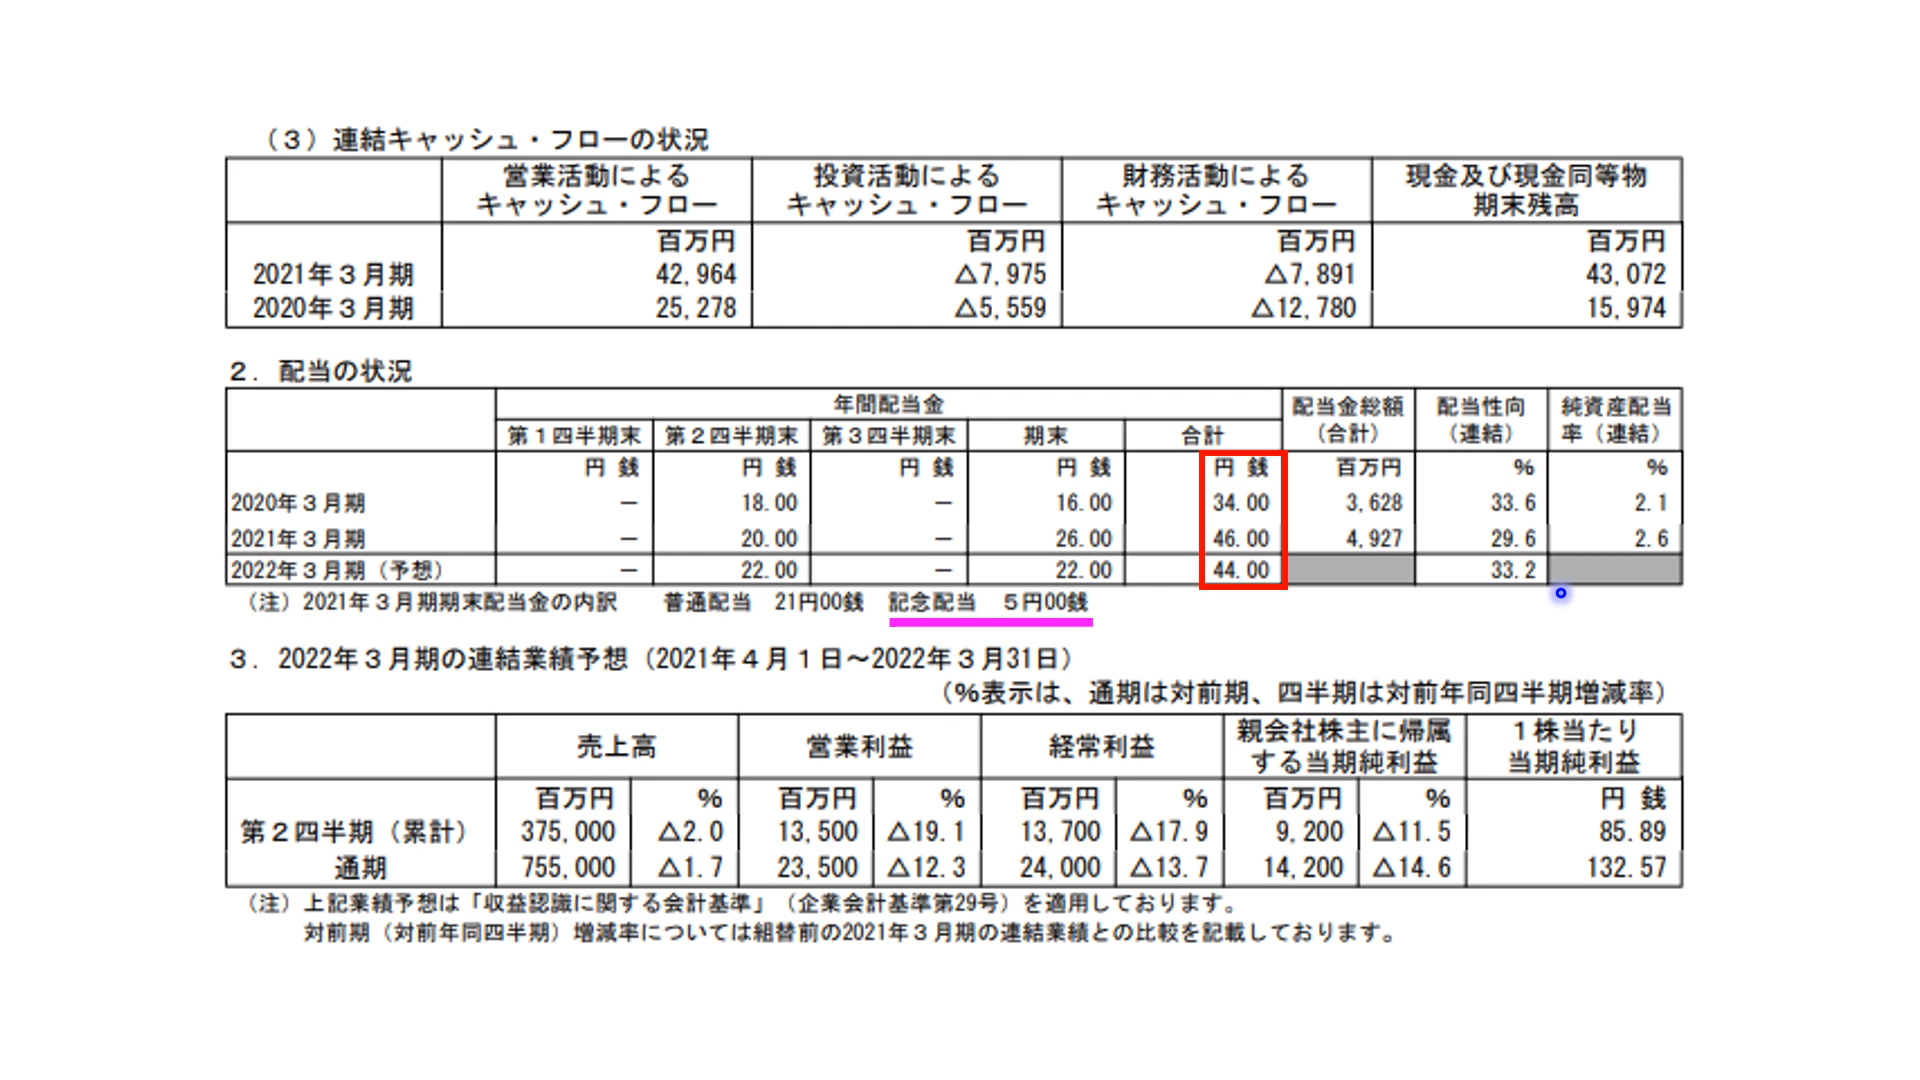 （３）連結キャッシュ・フローの状況
営業活動による 投資活動による 財務活動による 現金及び現金同等物
キャッシュ・フロー キャッシュ・フロー キャッシュ・フロー 期末残高
百万円 百万円 百万円 百万円
2021年３月期 42,964 △7,975 △7,891 43,072
2020年３月期 25,278 △5,559 △12,780 15,974
２．配当の状況
年間配当金 配当金総額 配当性向 純資産配当
第１四半期末 第２四半期末 第３四半期末 期末 合計 （合計） （連結） 率（連結）
円 銭 円 銭 円 銭 円 銭 円 銭 百万円 % %
2020年３月期 － 18.00 － 16.00 34.00 3,628 33.6 2.1
2021年３月期 － 20.00 － 26.00 46.00 4,927 29.6 2.6
2022年３月期（予想） － 22.00 － 22.00 44.00 33.2
（注）2021年３月期期末配当金の内訳 普通配当 21円00銭 記念配当 ５円00銭
３．2022年３月期の連結業績予想（2021年４月１日～2022年３月31日）
（％表示は、通期は対前期、四半期は対前年同四半期増減率）
売上高 営業利益 経常利益 親会社株主に帰属 １株当たり
する当期純利益 当期純利益
百万円 % 百万円 % 百万円 % 百万円 % 円 銭
第２四半期（累計） 375,000 △2.0 13,500 △19.1 13,700 △17.9 9,200 △11.5 85.89
通期 755,000 △1.7 23,500 △12.3 24,000 △13.7 14,200 △14.6 132.57
（注）上記業績予想は「収益認識に関する会計基準」（企業会計基準第29号）を適用しております。
対前期（対前年同四半期）増減率については組替前の2021年３月期の連結業績との比較を記載しております。